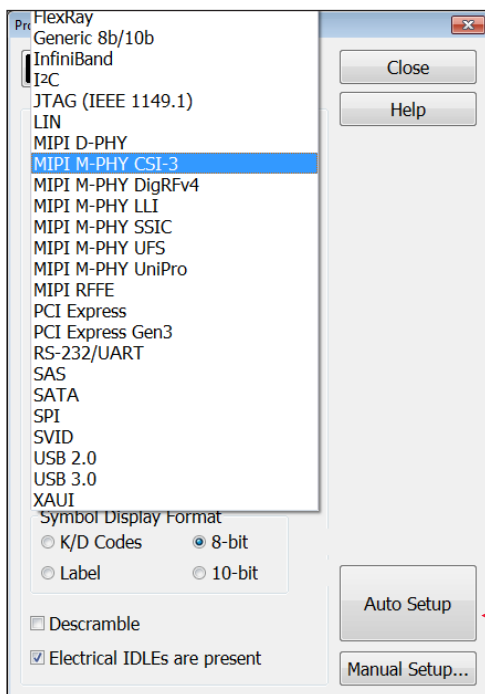 Pr
FlexRay
Generic 8b/10b
InfiniBand
I2C
JTAG (IEEE 1149.1)
LIN
MIPI D-PHY
MIPI M-PHY CSI-3
MIPI M-PHY DigRFv4
MIPI M-PHY LLI
MIPI M-PHY SSIC
MIPI M-PHY UFS
MIPI M-PHY UniPro
MIPI RFFE
PCI Express
PCI Express Gen3
RS-232/UART
SAS
SATA
SPI
SVID
USB 2.0
USB 3.0
XAUI
Close
Help
Symbol Display Format
K/D Codes 8-bit
Label 10-bit
Descramble
Electrical IDLEs are present
Auto Setup
Manual Setup...